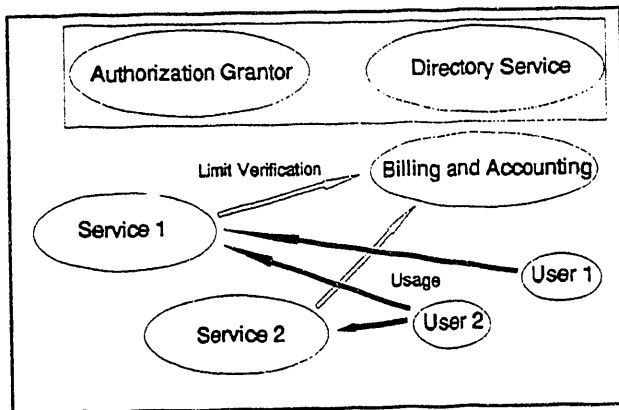 Authorization Grantor
Directory Service
Limit Verification
Billing and Accounting
Service 1
Usage
User 1
Service 2
User 2